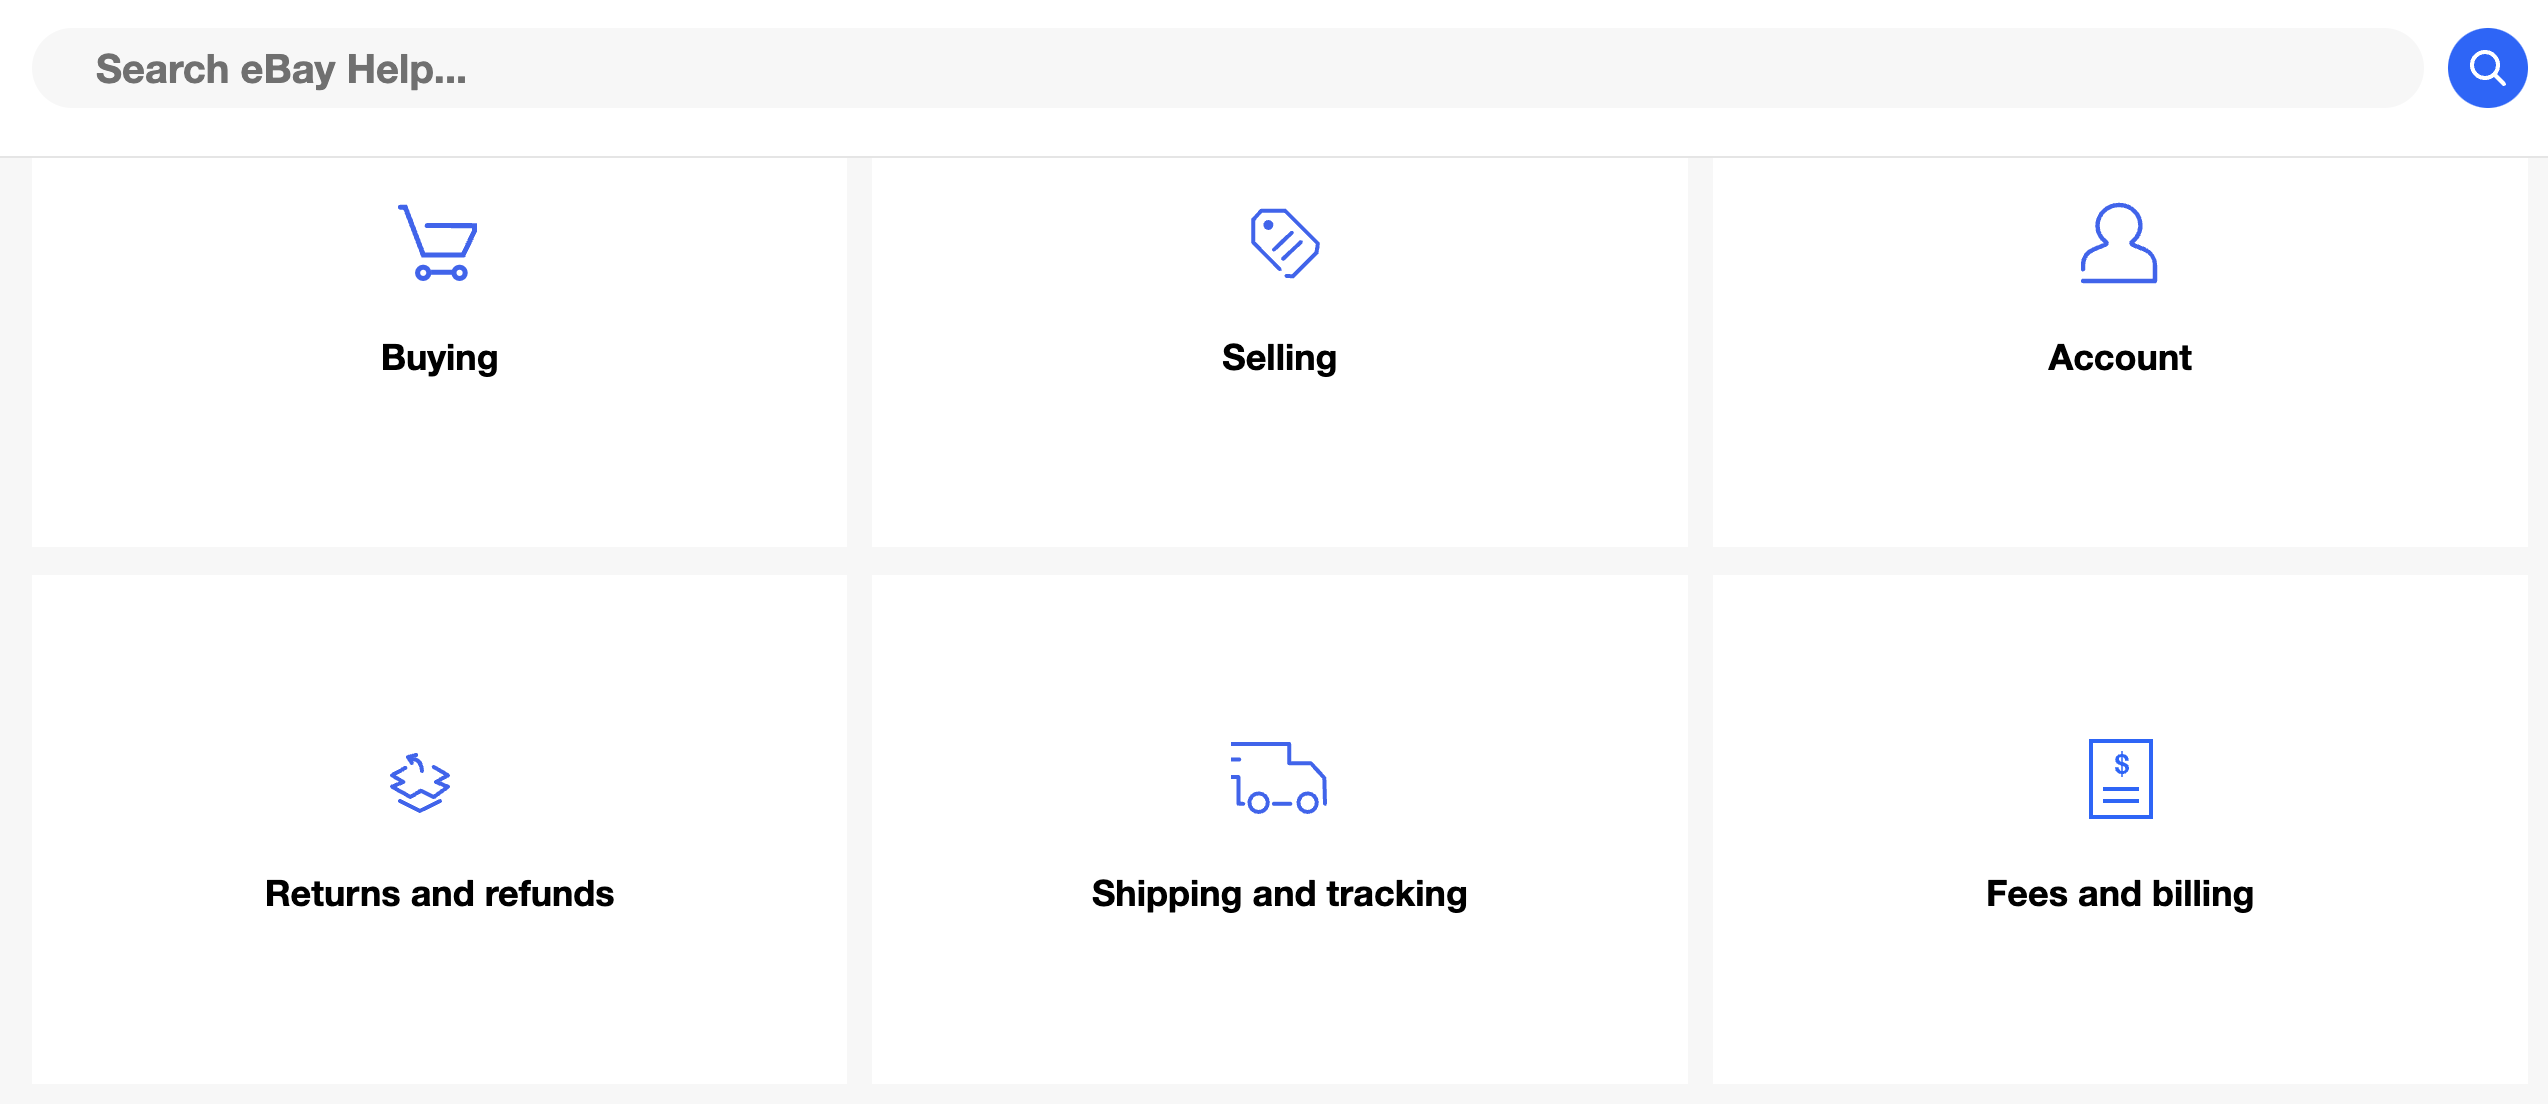 Search eBay Help...
Buying
Selling
Account
$
Returns and refunds
Shipping and tracking
Fees and billing